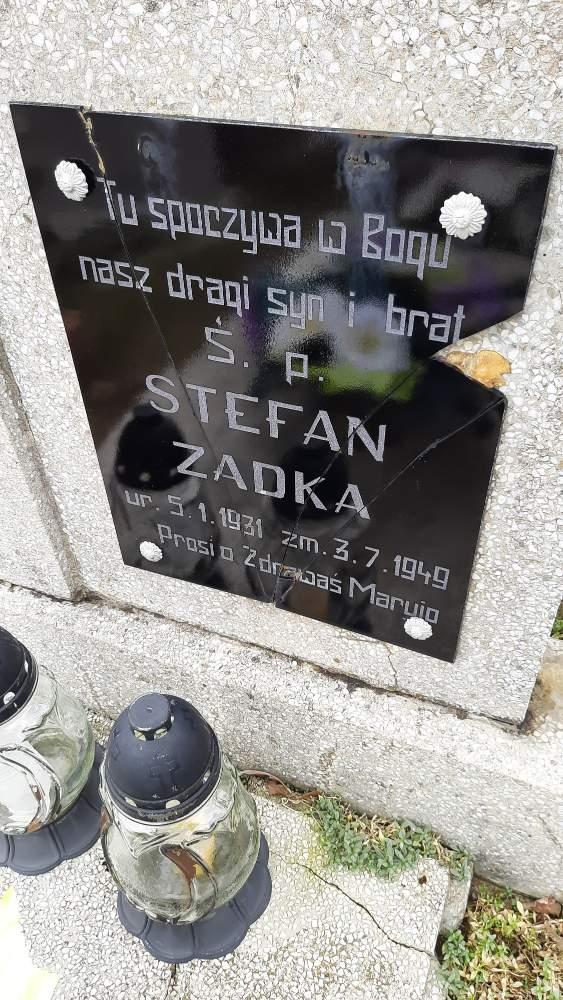 Tu spoczywa w Bogu
nasz drogi syn i brat
Ś. p.
STEFAN
ZADKA
ur. 5.1.1931 zm. 3.7.1949
Prosi o Zdrowaś Maryjo